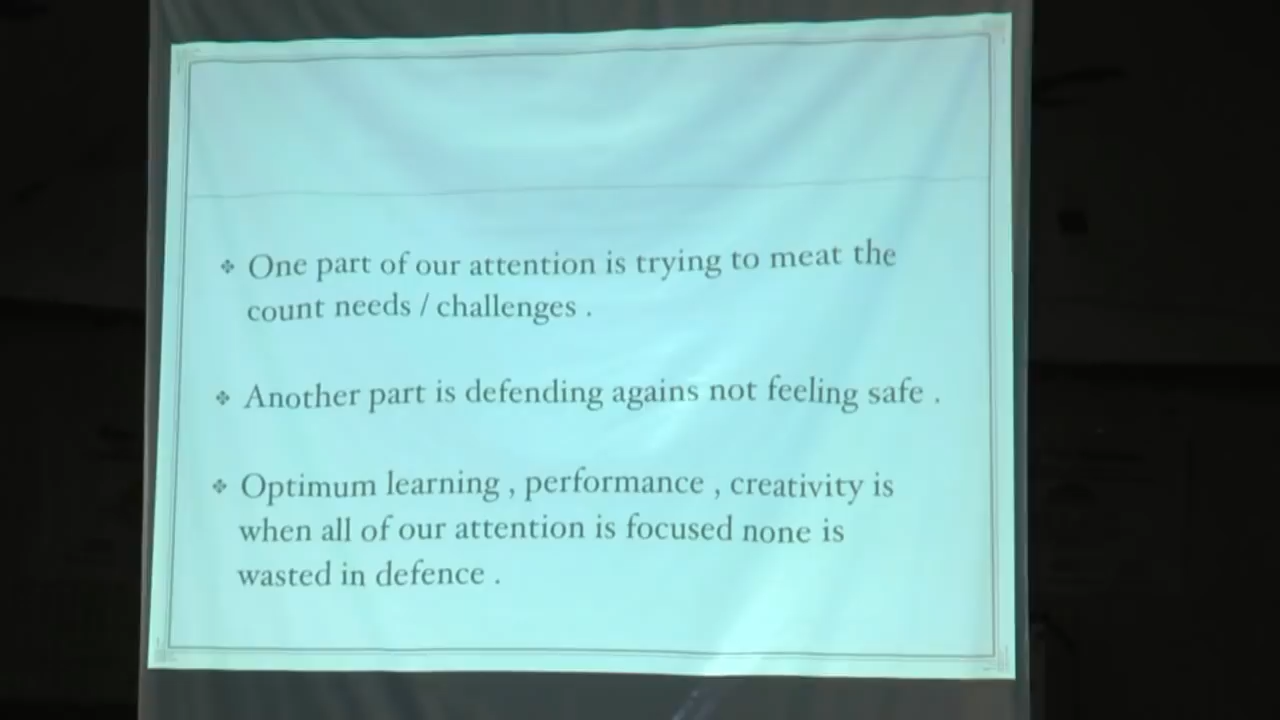 ❖ One part of our attention is trying to meat the
count needs / challenges .
❖ Another part is defending agains not feeling safe .
❖ Optimum learning , performance , creativity is
when all of our attention is focused none is
wasted in defence .